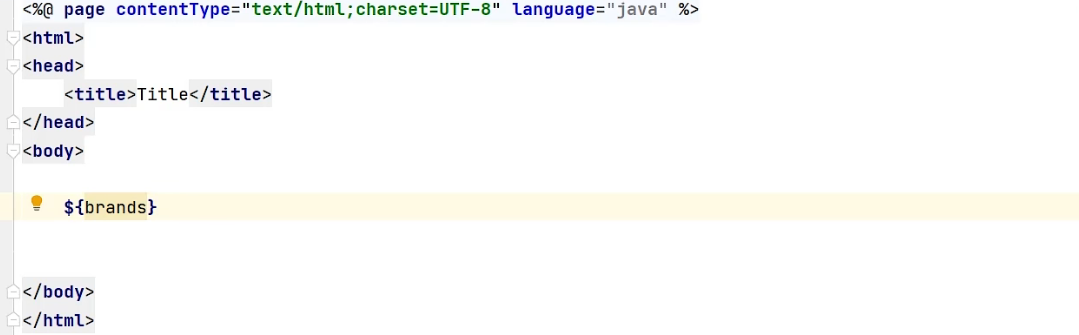 <%@ page contentType="text/html;charset=UTF-8" language="java" %>
<html>
<head>
    <title>Title</title>
</head>
<body>
    ${brands}
</body>
</html>